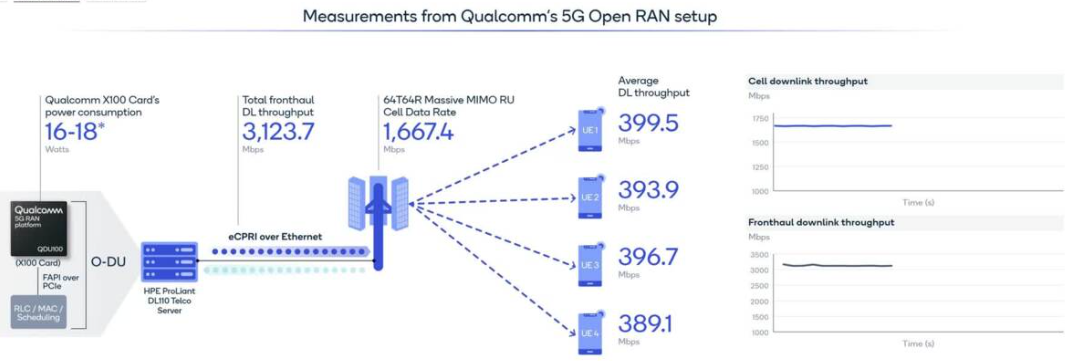 Measurements from Qualcomm's 5G Open RAN setup
Qualcomm X100 Card's
power consumption
16-18*
Watts
Total fronthaul
DL throughput
3,123.7
Mbps
64T64R Massive MIMO RU
Cell Data Rate
1,667.4
Mbps
Average
DL throughput
UE 1
399.5
Mbps
UE 2
393.9
Mbps
UE 3
396.7
Mbps
UE 4
389.1
Mbps
Qualcomm
5G RAN
platform
QDU100
(X100 Card)
FAPI over
PCIe
RLC / MAC /
Scheduling
O-DU
HPE ProLiant
DL110 Telco
Server
eCPRI over Ethernet
Cell downlink throughput
Mbps
1750
1500
1250
1000
Time (s)
Fronthaul downlink throughput
Mbps
3500
3000
2500
2000
1500
1000
Time (s)